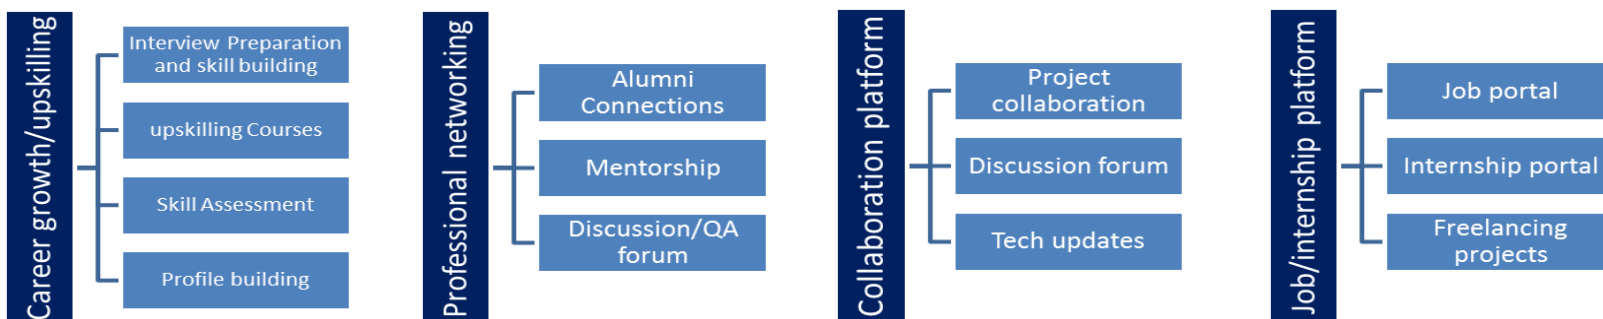 Career growth/upskilling
Interview Preparation
and skill building
upskilling Courses
Skill Assessment
Profile building
Professional networking
Alumni
Connections
Mentorship
Discussion/QA
forum
Collaboration platform
Project
collaboration
Discussion forum
Tech updates
Job/internship platform
Job portal
Internship portal
Freelancing
projects